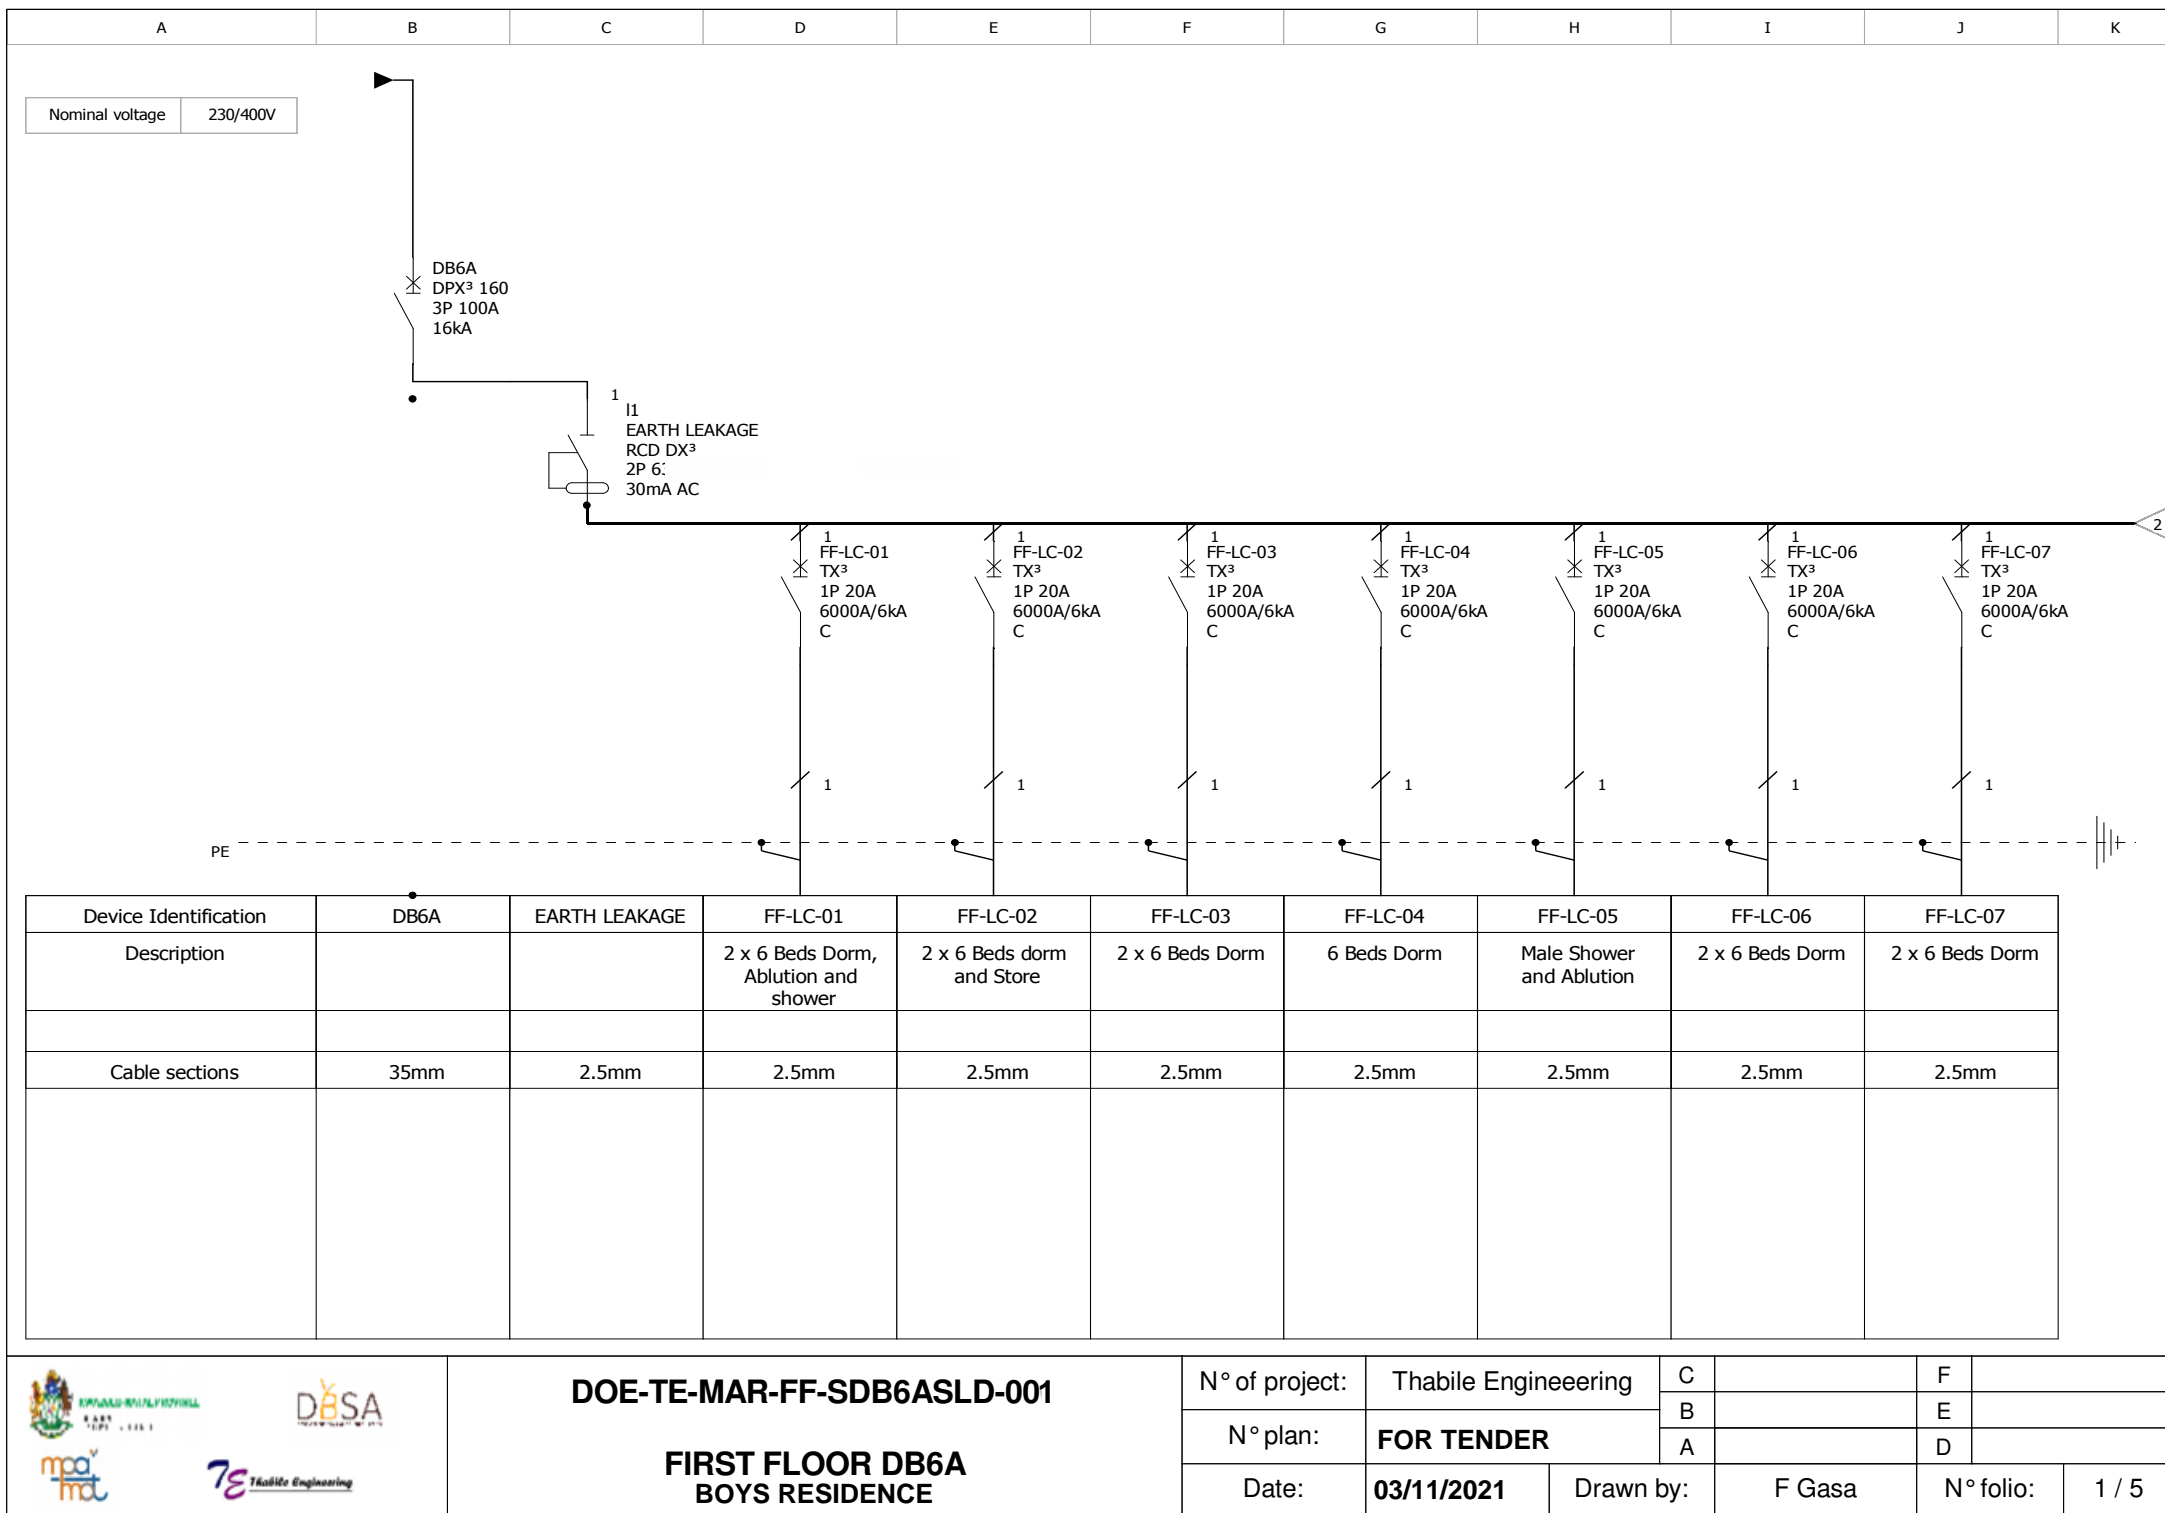 A B C D E F G H I J K
Nominal voltage 230/400V
DB6A
DPX³ 160
3P 100A
16kA
1
I1
EARTH LEAKAGE
RCD DX³
2P
30mA AC
2
1 1 1 1 1 1 1
FF-LC-01 FF-LC-02 FF-LC-03 FF-LC-04 FF-LC-05 FF-LC-06 FF-LC-07
TX³ TX³ TX³ TX³ TX³ TX³ TX³
1P 20A 1P 20A 1P 20A 1P 20A 1P 20A 1P 20A 1P 20A
6000A/6kA 6000A/6kA 6000A/6kA 6000A/6kA 6000A/6kA 6000A/6kA 6000A/6kA
C C C C C C C
1 1 1 1 1 1 1
PE
Device Identification DB6A EARTH LEAKAGE FF-LC-01 FF-LC-02 FF-LC-03 FF-LC-04 FF-LC-05 FF-LC-06 FF-LC-07
Description 2 x 6 Beds Dorm, 2 x 6 Beds dorm 2 x 6 Beds Dorm 6 Beds Dorm Male Shower 2 x 6 Beds Dorm 2 x 6 Beds Dorm
Ablution and and Store and Ablution
shower
Cable sections 35mm 2.5mm 2.5mm 2.5mm 2.5mm 2.5mm 2.5mm 2.5mm 2.5mm
DBSA
mpa
mot
TE Thabile Engineering
DOE-TE-MAR-FF-SDB6ASLD-001
FIRST FLOOR DB6A
BOYS RESIDENCE
N° of project: Thabile Engineeering C F
B E
N° plan: FOR TENDER A D
Date: 03/11/2021 Drawn by: F Gasa N° folio: 1 / 5